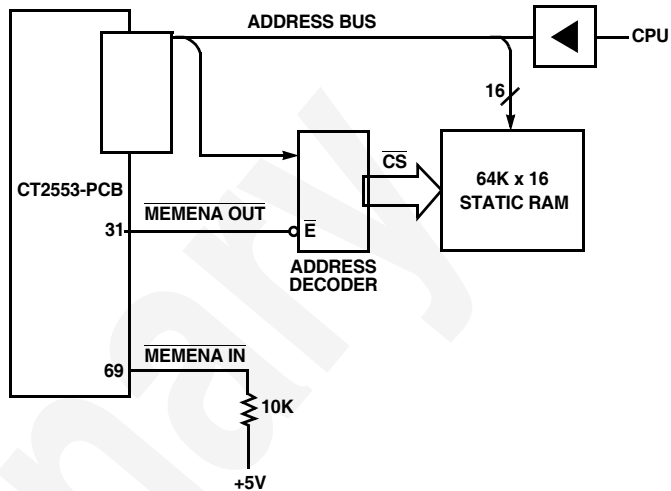 ADDRESS BUS
CPU
16
CS
64K x 16
STATIC RAM
CT2553-PCB
MEMENA OUT
31
E
ADDRESS
DECODER
MEMENA IN
69
10K
+5V
nary